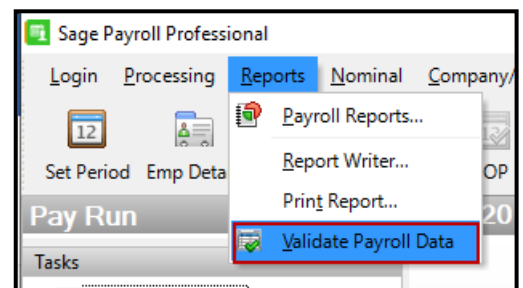 Sage Payroll Professional
Login Processing Reports Nominal Company/
Payroll Reports...
Report Writer...
Print Report...
Validate Payroll Data
12
Set Period Emp Deta
OP
Pay Run
20
Tasks